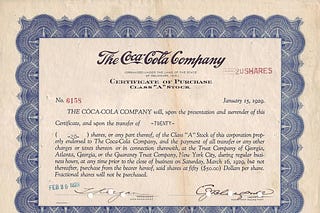 The Coca-Cola Company
ORGANIZED UNDER THE LAWS OF THE STATE
OF DELAWARE, 1919
CERTIFICATE OF PURCHASE
CLASS "A" STOCK.
20 SHARES
No. 6158
January 15, 1929.
THE COCA-COLA COMPANY will, upon the presentation and surrender of this
Certificate, and upon the transfer of -TWENTY-
( -20- ) shares, or any part thereof, of the Class "A" Stock of this corporation prop-
erly endorsed to The Coca-Cola Company, and the payment of all transfer or any other
charges or taxes thereon or in connection therewith, at the Trust Company of Georgia,
Atlanta, Georgia, or the Guaranty Trust Company, New York City, during regular busi-
ness hours, at any time prior to the close of business on Saturday, March 16, 1929, but not
thereafter, purchase from the bearer hereof, said shares at fifty ($50.00) Dollars per share.
Fractional shares will not be purchased.
FEB